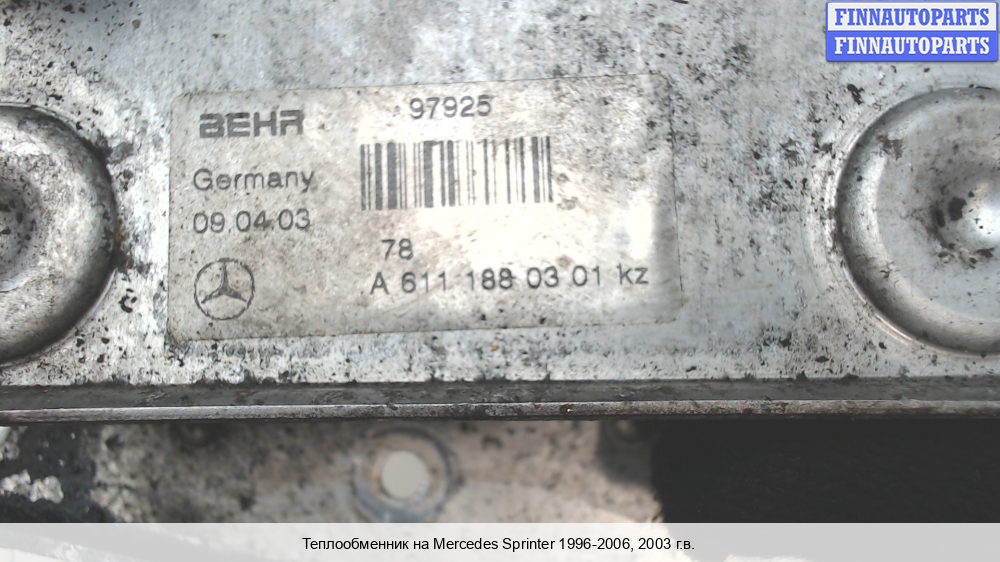 FINNAUTOPARTS
FINNAUTOPARTS
BEHR
97925
Germany
09.04.03
78
A 611 188 03 01 kz
Теплообменник на Mercedes Sprinter 1996-2006, 2003 г.в.